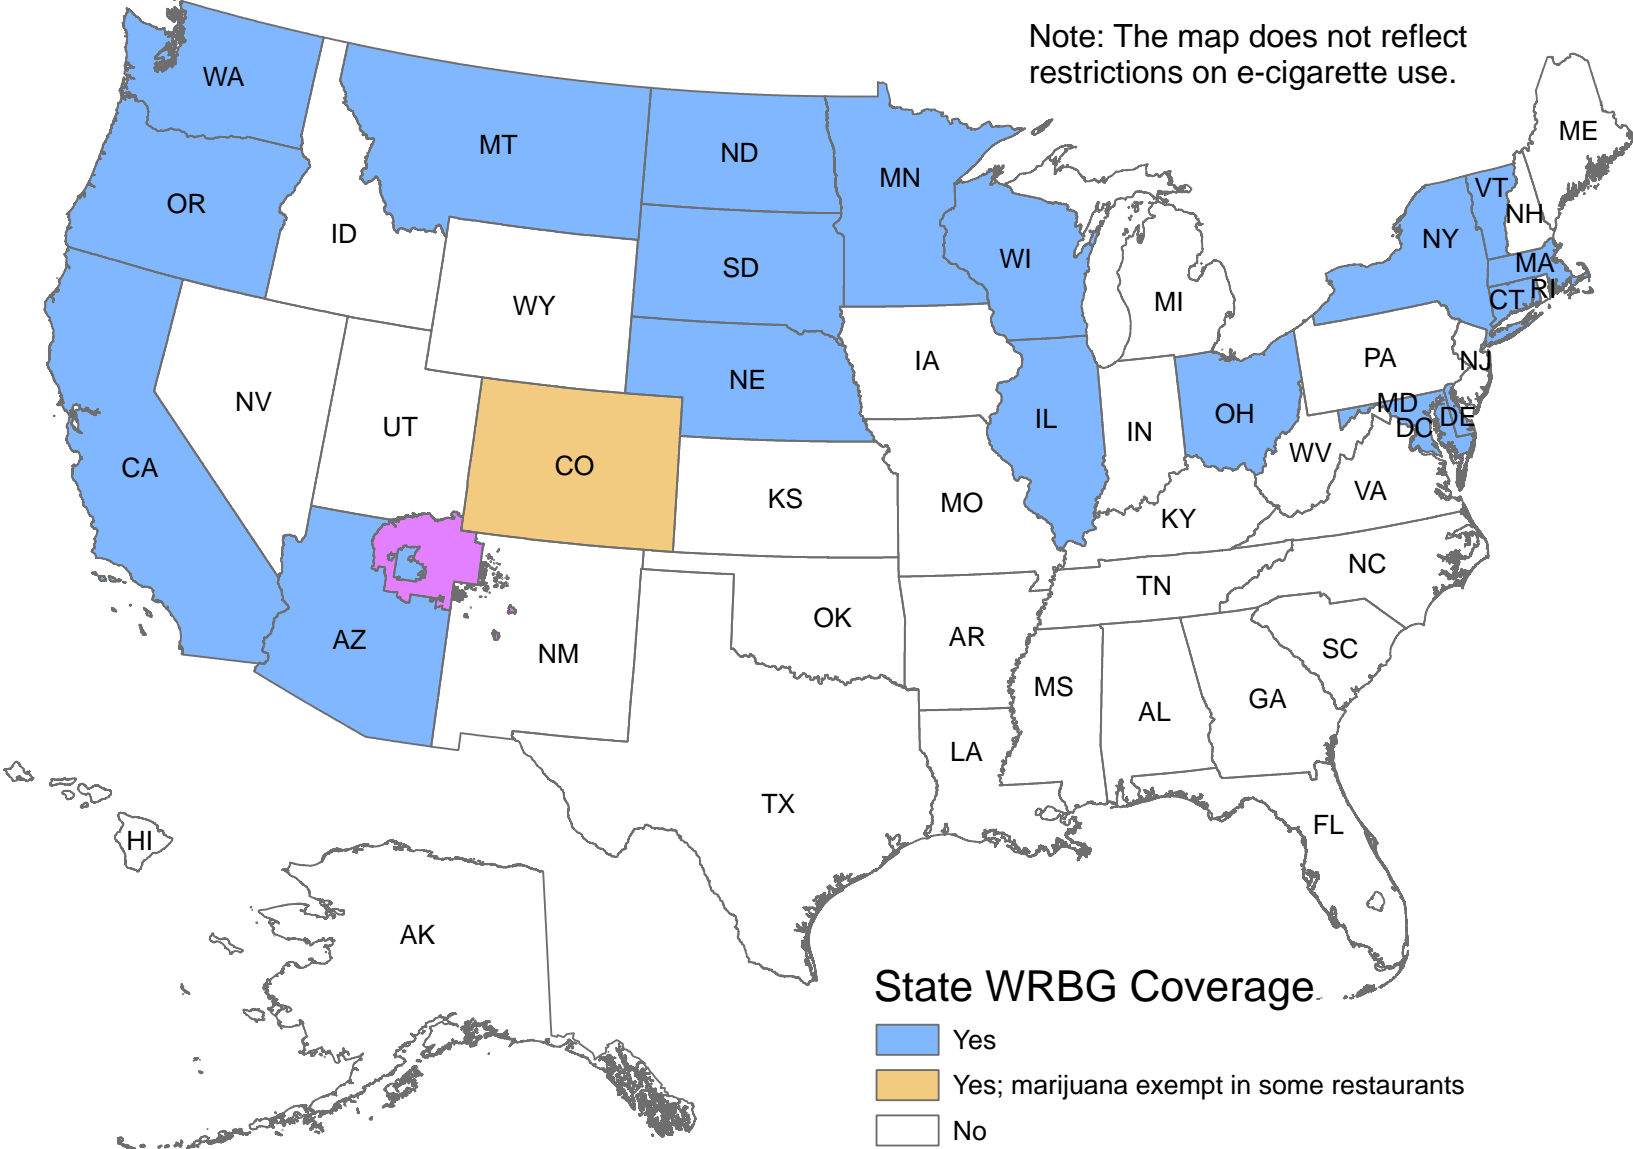 Note: The map does not reflect
restrictions on e-cigarette use.
WA
MT
ND
MN
ME
OR
ID
SD
WI
VT
NH
NY
MA
WY
MI
CT
RI
IA
PA
NJ
NV
UT
NE
IL
IN
OH
MD
DC
DE
CA
CO
KS
MO
WV
VA
KY
AZ
NM
OK
AR
TN
NC
MS
AL
GA
SC
LA
TX
FL
HI
AK
State WRBG Coverage
Yes
Yes; marijuana exempt in some restaurants
No